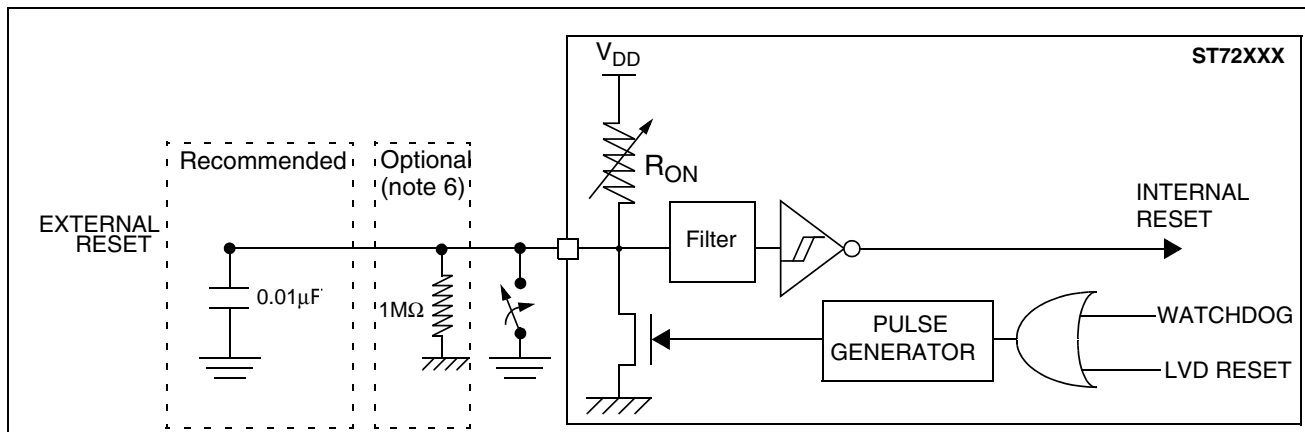 ST72XXX
VDD
Recommended
Optional
(note 6)
RON
EXTERNAL
RESET
INTERNAL
RESET
Filter
0.01μF
1MΩ
PULSE
GENERATOR
WATCHDOG
LVD RESET